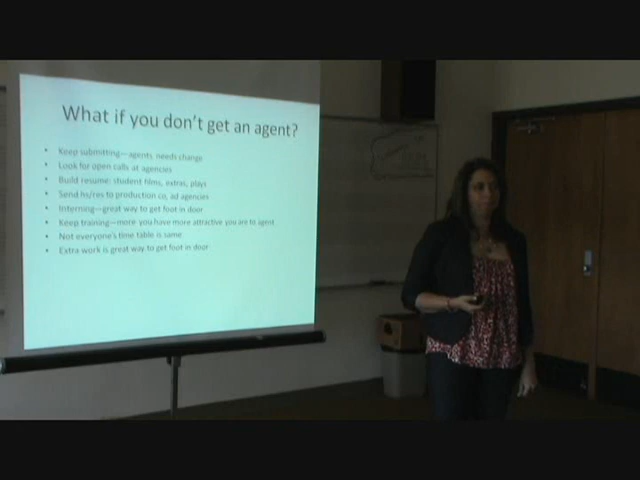 What if you don't get an agent?
• Keep submitting—agents, needs change
• Look for open calls at agencies
• Build resume: student films, extras, plays
• Send hs/res to production co, ad agencies
• Interning—great way to get foot in door
• Keep training—more you have more attractive you are to agent
• Not everyone's time table is same
• Extra work is great way to get foot in door